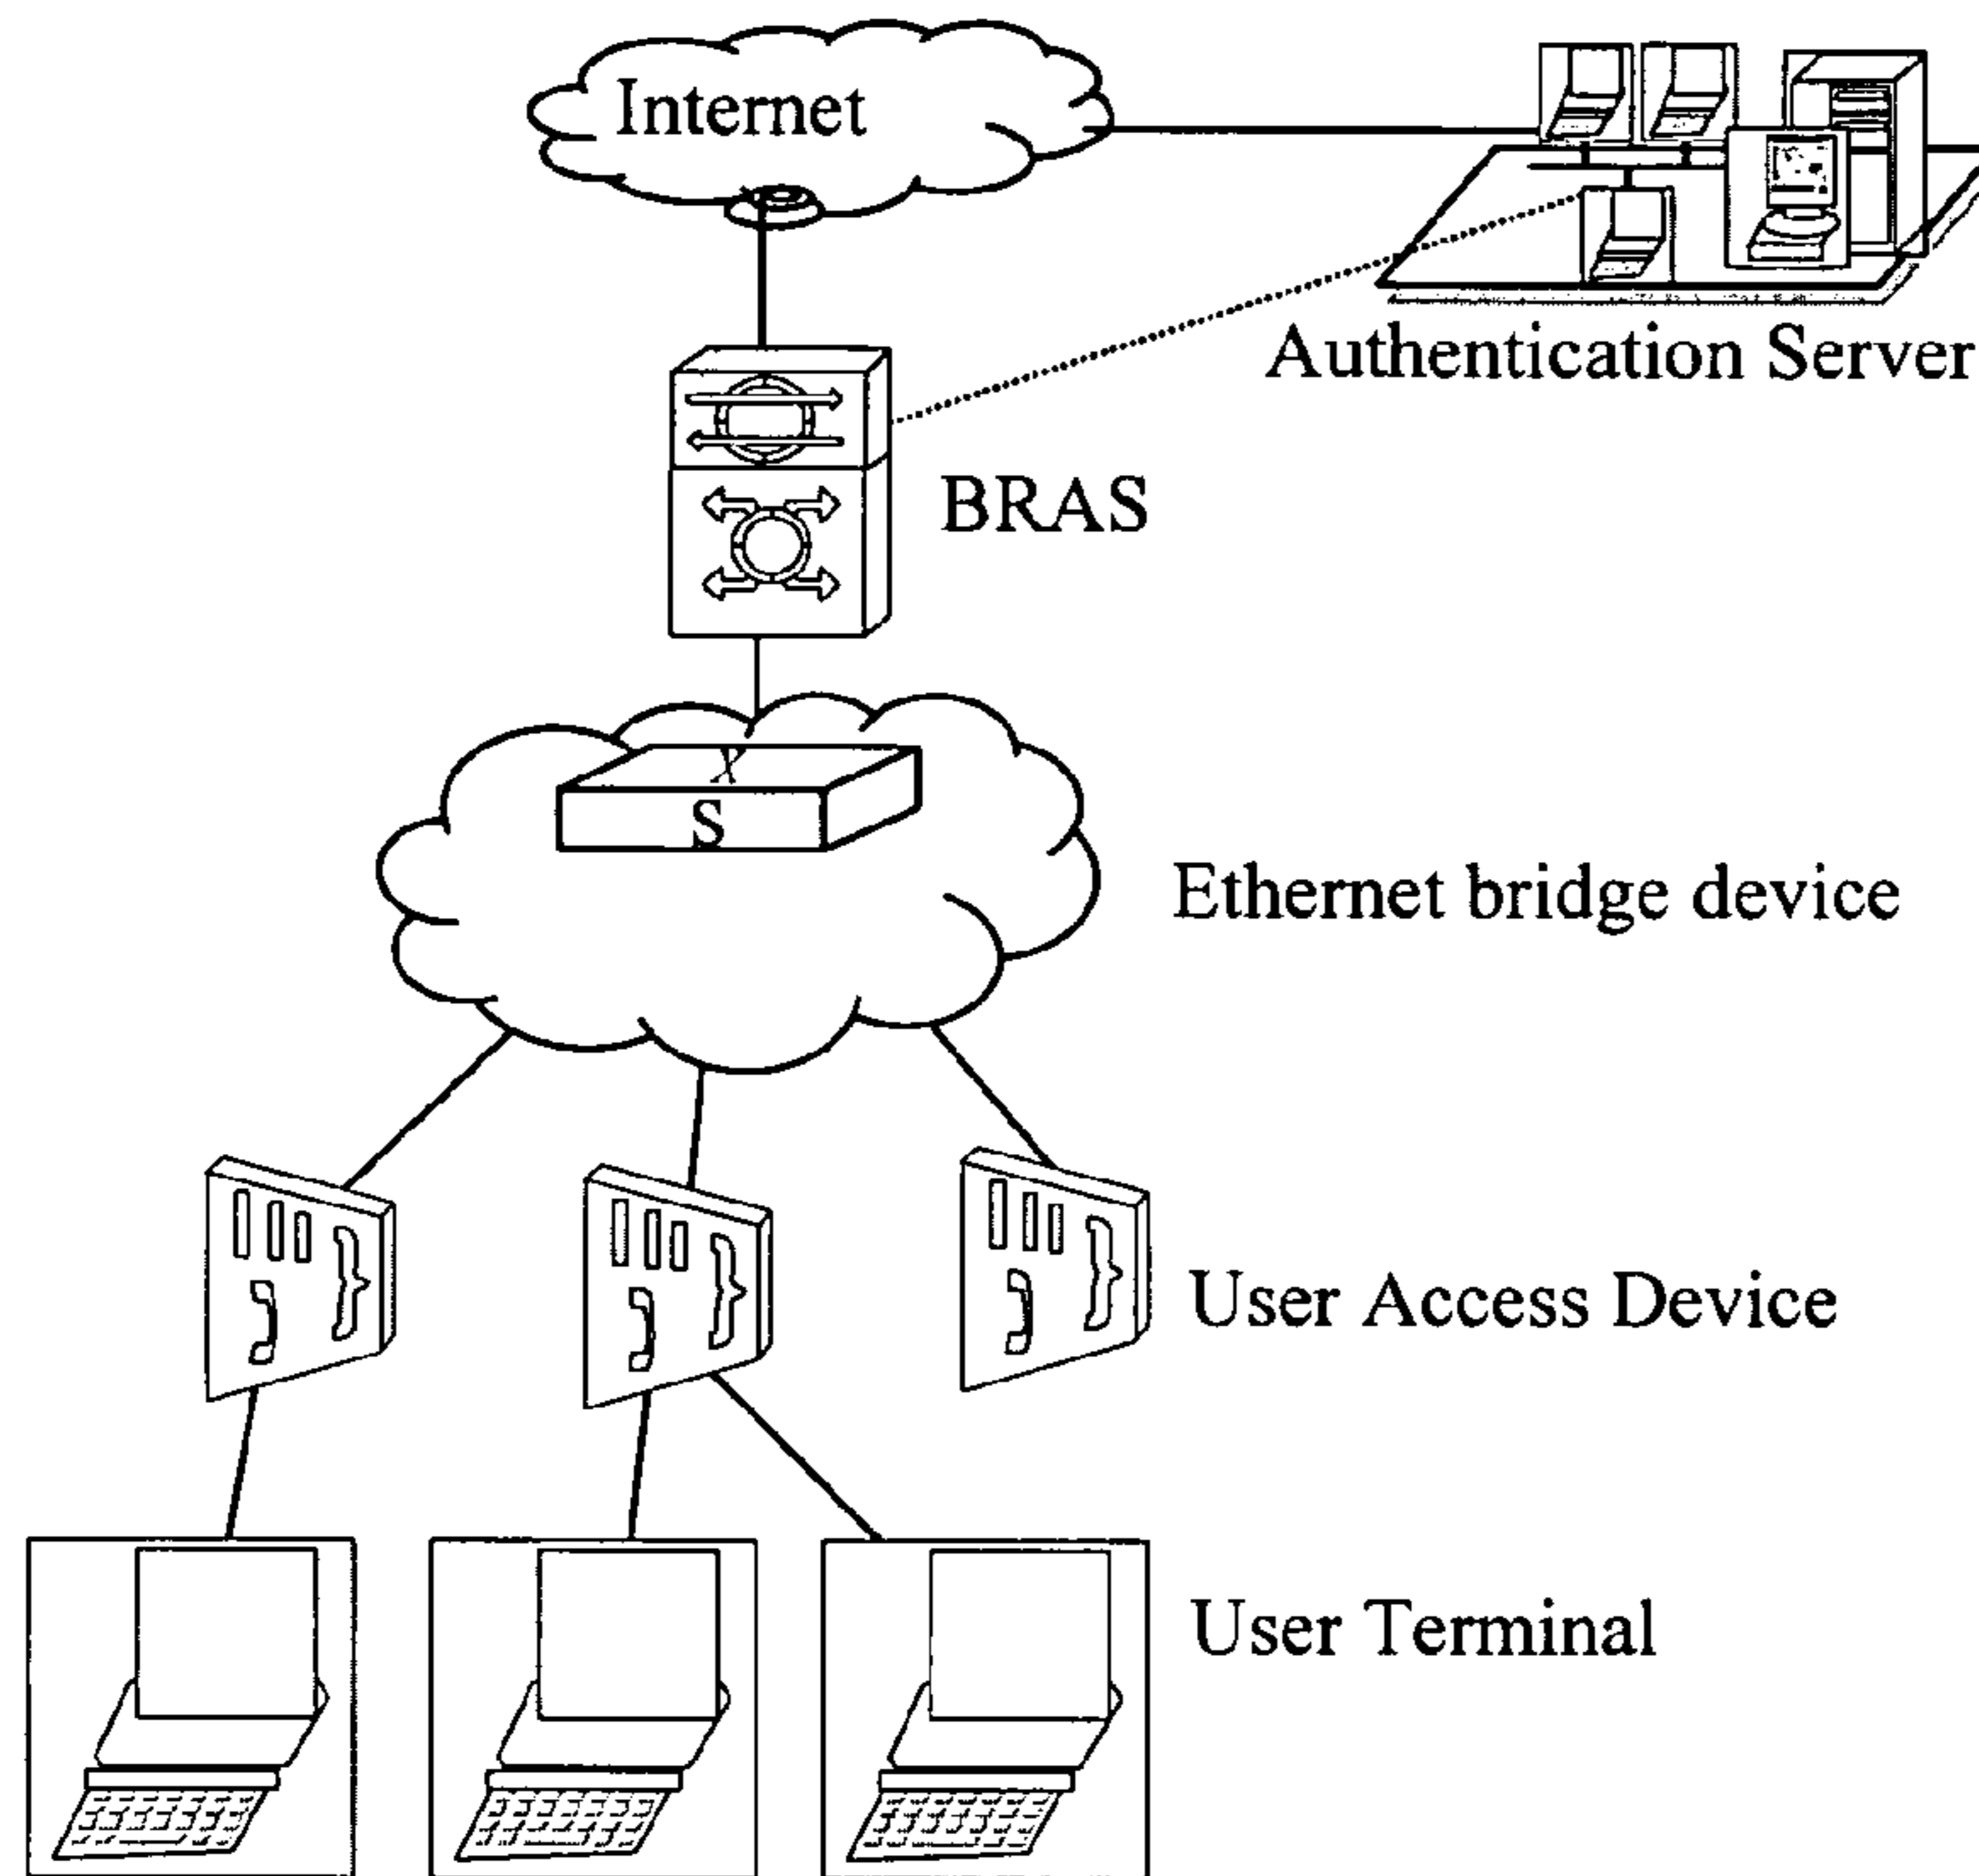 Internet
Authentication Server
BRAS
X
S
Ethernet bridge device
User Access Device
User Terminal